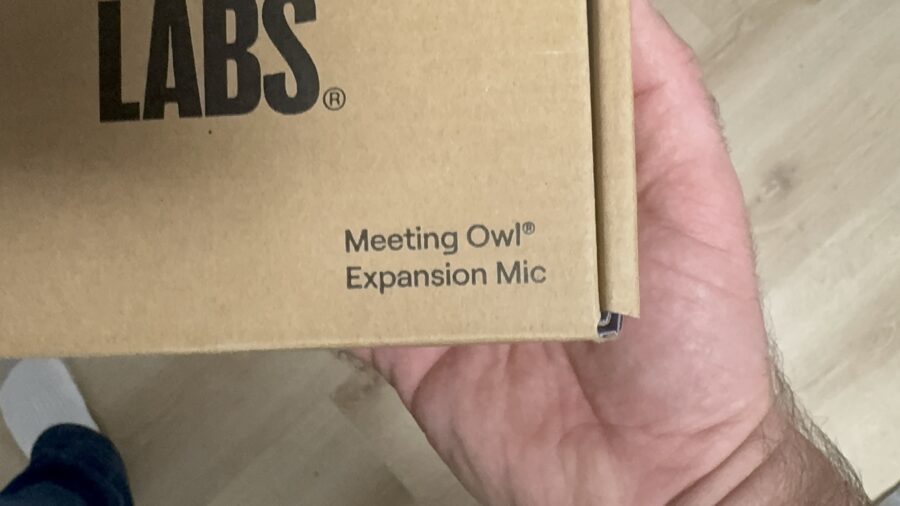 LABS®
Meeting Owl®
Expansion Mic